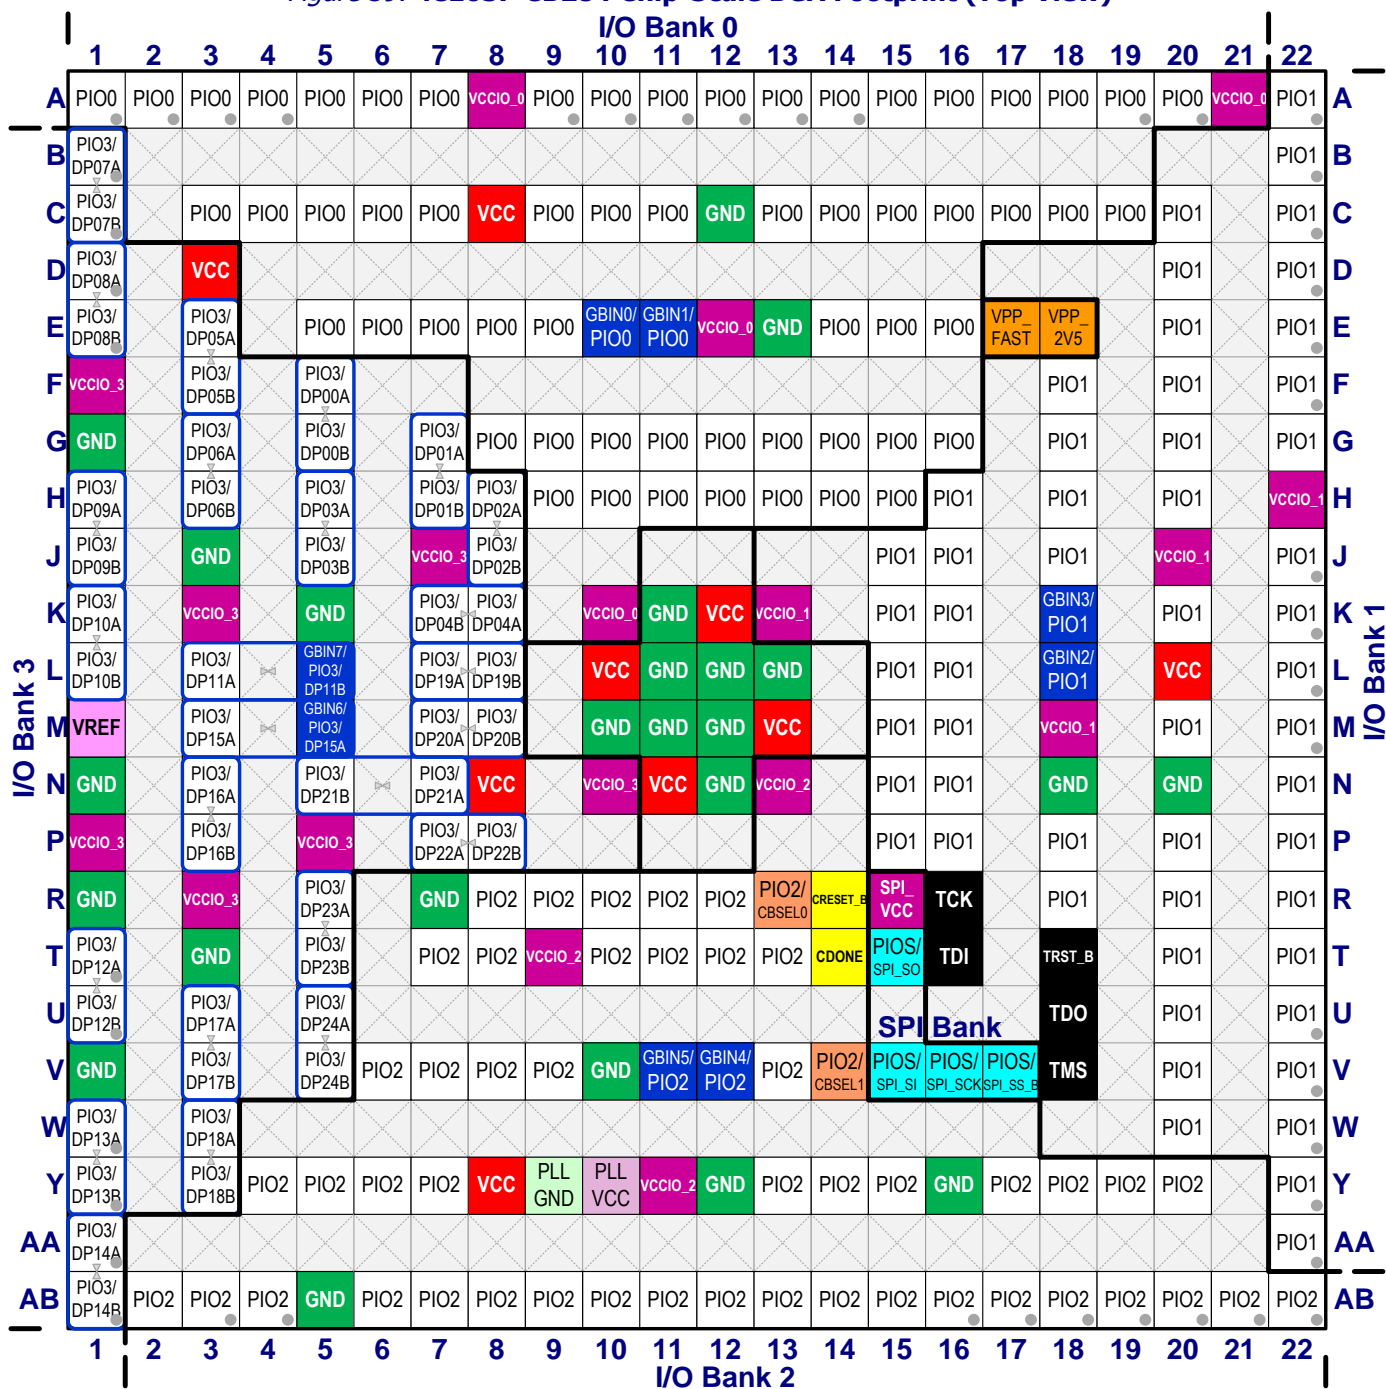 Chip-Scale BGA Footprint (Top View)
I/O Bank 0
1 2 3 4 5 6 7 8 9 10 11 12 13 14 15 16 17 18 19 20 21 22
A PIO0 PIO0 PIO0 PIO0 PIO0 PIO0 PIO0 VCCIO_0 PIO0 PIO0 PIO0 PIO0 PIO0 PIO0 PIO0 PIO0 PIO0 PIO0 PIO0 PIO0 VCCIO_0 PIO1 A
B PIO3/DP07A PIO1 B
C PIO3/DP07B PIO0 PIO0 PIO0 PIO0 PIO0 VCC PIO0 PIO0 PIO0 GND PIO0 PIO0 PIO0 PIO0 PIO0 PIO0 PIO0 PIO1 PIO1 C
D PIO3/DP08A VCC PIO1 PIO1 D
E PIO3/DP08B PIO3/DP05A PIO0 PIO0 PIO0 PIO0 PIO0 GBIN0/PIO0 GBIN1/PIO0 VCCIO_0 GND PIO0 PIO0 PIO0 VPP_FAST VPP_2V5 PIO1 PIO1 E
F VCCIO_3 PIO3/DP05B PIO3/DP00A PIO1 PIO1 PIO1 F
G GND PIO3/DP06A PIO3/DP00B PIO3/DP01A PIO0 PIO0 PIO0 PIO0 PIO0 PIO0 PIO0 PIO0 PIO0 PIO1 PIO1 PIO1 G
H PIO3/DP09A PIO3/DP06B PIO3/DP03A PIO3/DP01B PIO3/DP02A PIO0 PIO0 PIO0 PIO0 PIO0 PIO0 PIO0 PIO1 PIO1 PIO1 VCCIO_1 H
J PIO3/DP09B GND PIO3/DP03B VCCIO_3 PIO3/DP02B PIO1 PIO1 PIO1 VCCIO_1 PIO1 J
K PIO3/DP10A VCCIO_3 GND PIO3/DP04B PIO3/DP04A VCCIO_0 GND VCC VCCIO_1 PIO1 PIO1 GBIN3/PIO1 PIO1 PIO1 K
L PIO3/DP10B PIO3/DP11A GBIN7/PIO3/DP11B PIO3/DP19A PIO3/DP19B VCC GND GND GND PIO1 PIO1 GBIN2/PIO1 VCC PIO1 L
I/O Bank 3
I/O Bank 1
M VREF PIO3/DP15A GBIN6/PIO3/DP15A PIO3/DP20A PIO3/DP20B GND GND GND VCC PIO1 PIO1 VCCIO_1 PIO1 PIO1 M
N GND PIO3/DP16A PIO3/DP21B PIO3/DP21A VCC VCCIO_3 VCC GND VCCIO_2 PIO1 PIO1 GND GND PIO1 N
P VCCIO_3 PIO3/DP16B VCCIO_3 PIO3/DP22A PIO3/DP22B PIO1 PIO1 PIO1 PIO1 PIO1 P
R GND VCCIO_3 PIO3/DP23A GND PIO2 PIO2 PIO2 PIO2 PIO2 PIO2/CBSEL0 CRESET_B SPI_VCC TCK PIO1 PIO1 PIO1 R
T PIO3/DP12A GND PIO3/DP23B PIO2 PIO2 VCCIO_2 PIO2 PIO2 PIO2 PIO2 CDONE PIOS/SPI_SO TDI TRST_B PIO1 PIO1 T
U PIO3/DP12B PIO3/DP17A PIO3/DP24A SPI Bank TDO PIO1 PIO1 U
V GND PIO3/DP17B PIO3/DP24B PIO2 PIO2 PIO2 PIO2 GND GBIN5/PIO2 GBIN4/PIO2 PIO2 PIO2/CBSEL1 PIOS/SPI_SI PIOS/SPI_SCK PIOS/SPI_SS_B TMS PIO1 PIO1 V
W PIO3/DP13A PIO3/DP18A PIO1 PIO1 W
Y PIO3/DP13B PIO3/DP18B PIO2 PIO2 PIO2 PIO2 VCC PLL GND PLL VCC VCCIO_2 GND PIO2 PIO2 PIO2 GND PIO2 PIO2 PIO2 PIO2 PIO1 Y
AA PIO3/DP14A PIO1 AA
AB PIO3/DP14B PIO2 PIO2 PIO2 GND PIO2 PIO2 PIO2 PIO2 PIO2 PIO2 PIO2 PIO2 PIO2 PIO2 PIO2 PIO2 PIO2 PIO2 PIO2 PIO2 PIO2 AB
1 2 3 4 5 6 7 8 9 10 11 12 13 14 15 16 17 18 19 20 21 22
I/O Bank 2